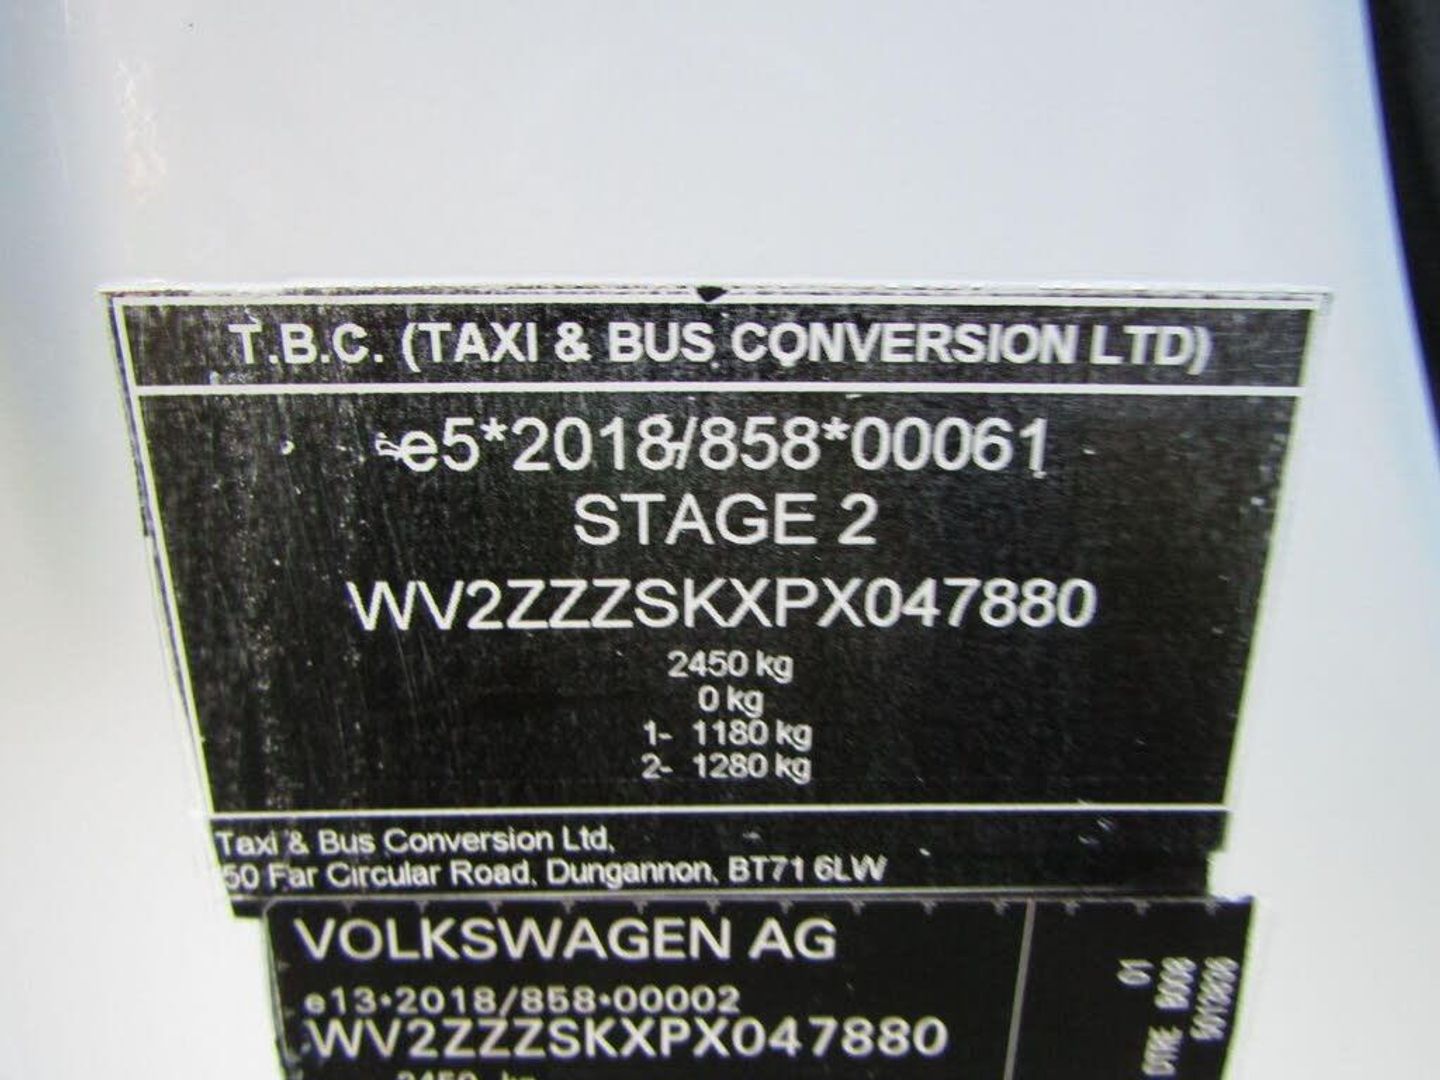 T.B.C. (TAXI & BUS CONVERSION LTD)
e5*2018/858*00061
STAGE 2
WV2ZZZSKXPX047880
2450 kg
0 kg
1- 1180 kg
2- 1280 kg
Taxi & Bus Conversion Ltd,
50 Far Circular Road, Dungannon, BT71 6LW
VOLKSWAGEN AG
e13*2018/858*00002
WV2ZZZSKXPX047880
01
DTRE